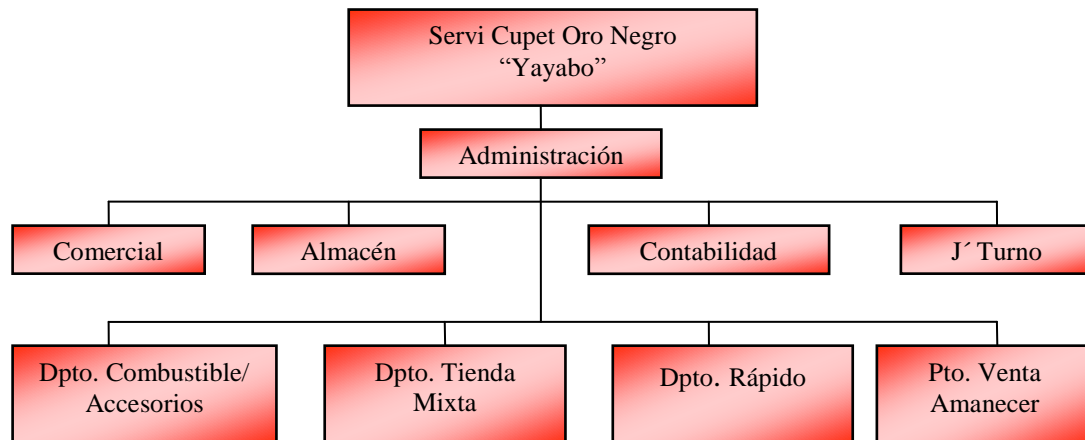 Servi Cupet Oro Negro
“Yayabo”
Administración
Comercial
Almacén
Contabilidad
J´ Turno
Dpto. Combustible/
Accesorios
Dpto. Tienda
Mixta
Dpto. Rápido
Pto. Venta
Amanecer